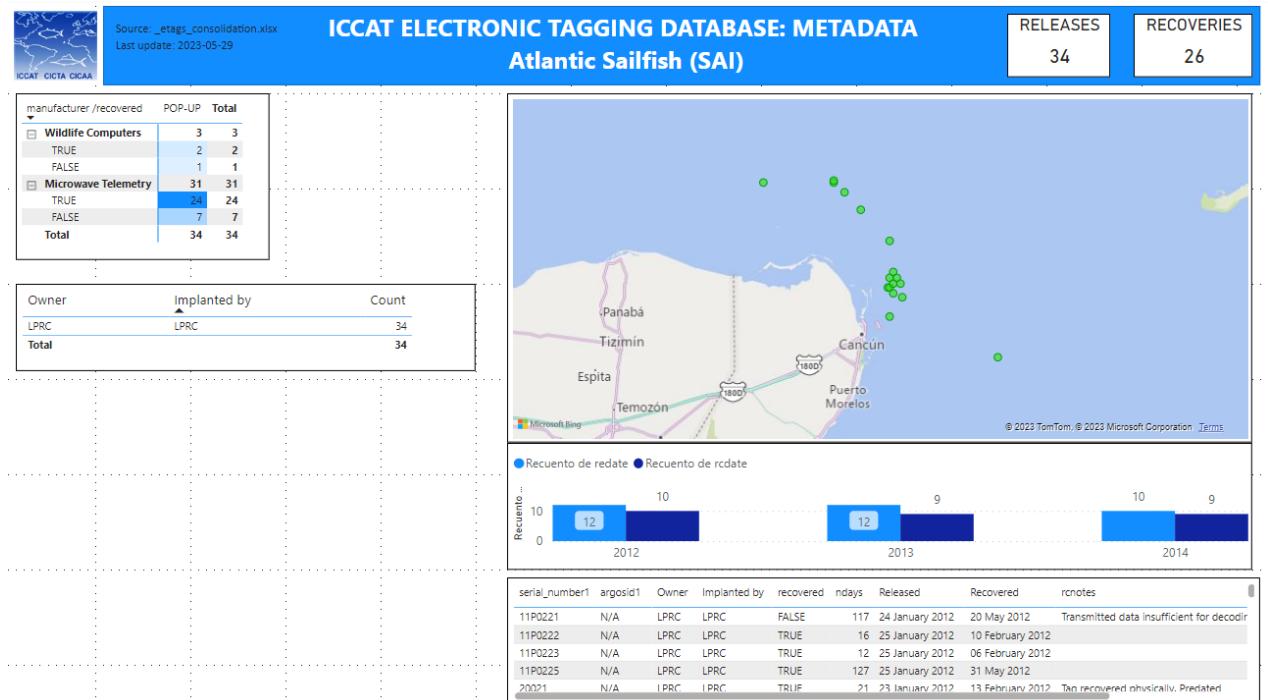 ICCAT CICTA CICAA
Source: _etags_consolidation.xlsx
Last update: 2023-05-29
ICCAT ELECTRONIC TAGGING DATABASE: METADATA
Atlantic Sailfish (SAI)
RELEASES
34
RECOVERIES
26
manufacturer /recovered POP-UP Total
Wildlife Computers 3 3
TRUE 2 2
FALSE 1 1
Microwave Telemetry 31 31
TRUE 24 24
FALSE 7 7
Total 34 34
Owner Implanted by Count
LPRC LPRC 34
Total 34
Panabá
Tizimín
Cancún
180D
Espita
180D
Puerto
Morelos
Temozón
Microsoft Bing
© 2023 TomTom, © 2023 Microsoft Corporation Terms
Recuento de redate Recuento de rcdate
Recuento ...
10
0
12 10
12 9
10 9
2012 2013 2014
serial_number1 argosid1 Owner Implanted by recovered ndays Released Recovered rcnotes
11P0221 N/A LPRC LPRC FALSE 117 24 January 2012 20 May 2012 Transmitted data insufficient for decodin
11P0222 N/A LPRC LPRC TRUE 16 25 January 2012 10 February 2012
11P0223 N/A LPRC LPRC TRUE 12 25 January 2012 06 February 2012
11P0225 N/A LPRC LPRC TRUE 127 25 January 2012 31 May 2012
20021 N/A LPRC LPRC TRUE 21 23 January 2012 13 February 2012 Tag recovered physically. Predated